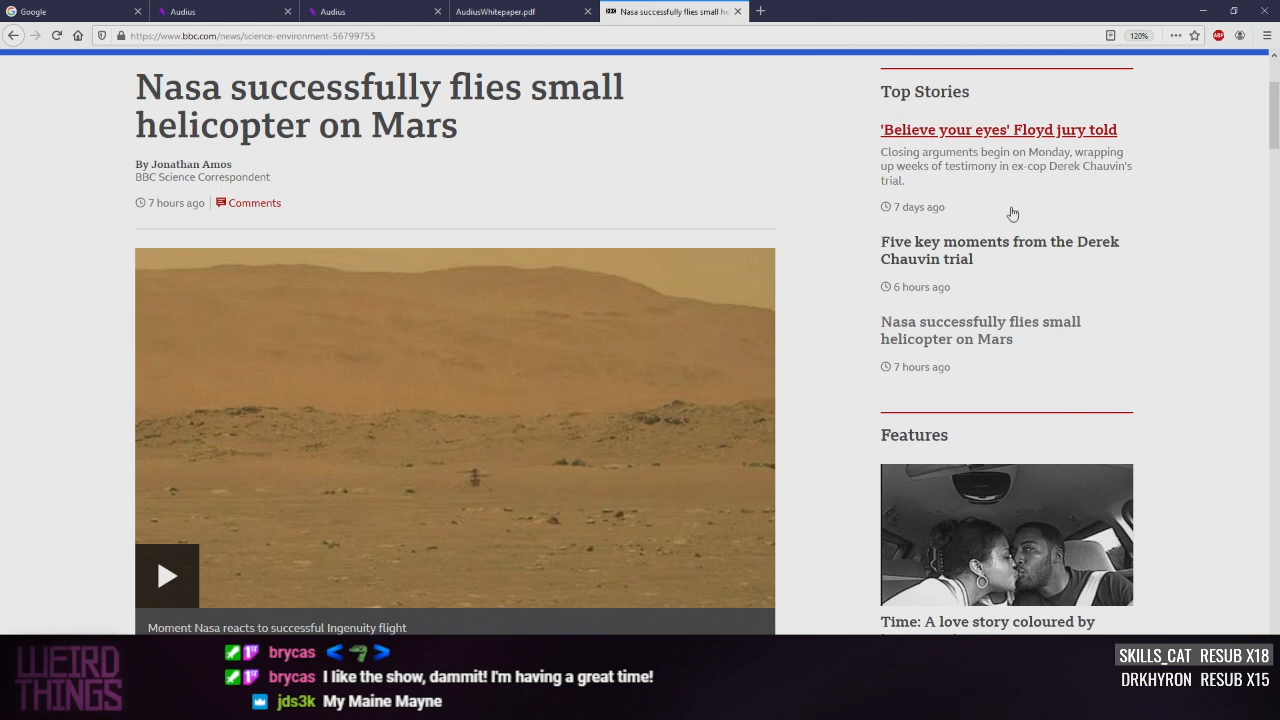 Google
Audius
Audius
AudiusWhitepaper.pdf
Nasa successfully flies small he
https://www.bbc.com/news/science-environment-56799755
120%
ABP
Nasa successfully flies small
helicopter on Mars
By Jonathan Amos
BBC Science Correspondent
7 hours ago
Comments
Moment Nasa reacts to successful Ingenuity flight
Top Stories
'Believe your eyes' Floyd jury told
Closing arguments begin on Monday, wrapping
up weeks of testimony in ex-cop Derek Chauvin's
trial.
7 days ago
Five key moments from the Derek
Chauvin trial
6 hours ago
Nasa successfully flies small
helicopter on Mars
7 hours ago
Features
Time: A love story coloured by
WEIRD
THINGS
brycas
brycas I like the show, dammit! I'm having a great time!
jds3k My Maine Mayne
SKILLS_CAT RESUB X18
DRKHYRON RESUB X15